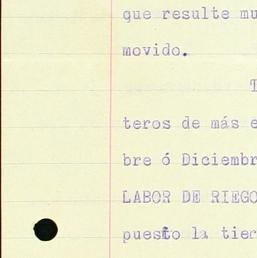 que resulte mu
movido.
teros de más e
bre ó Diciembr
LABOR DE RIEGO
puesto la tier